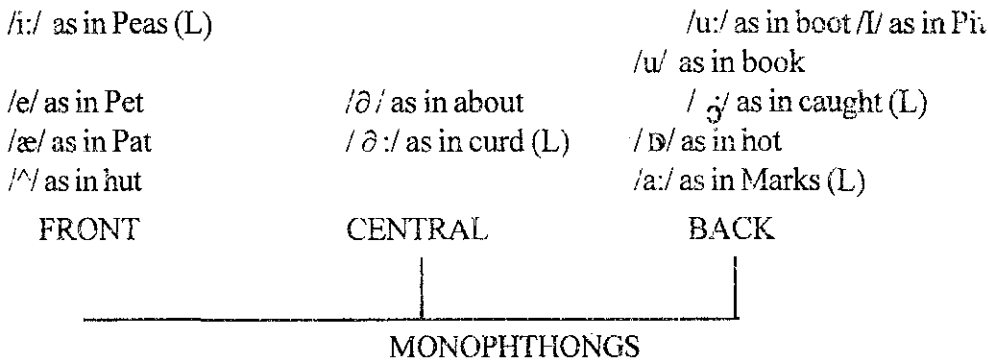 /i:/ as in Peas (L) /u:/ as in boot /I/ as in Pit
/u/ as in book
/e/ as in Pet /∂/ as in about / ɔ:/ as in caught (L)
/æ/ as in Pat / ∂ :/ as in curd (L) / ɒ/ as in hot
/^/ as in hut /a:/ as in Marks (L)
FRONT CENTRAL BACK
MONOPHTHONGS